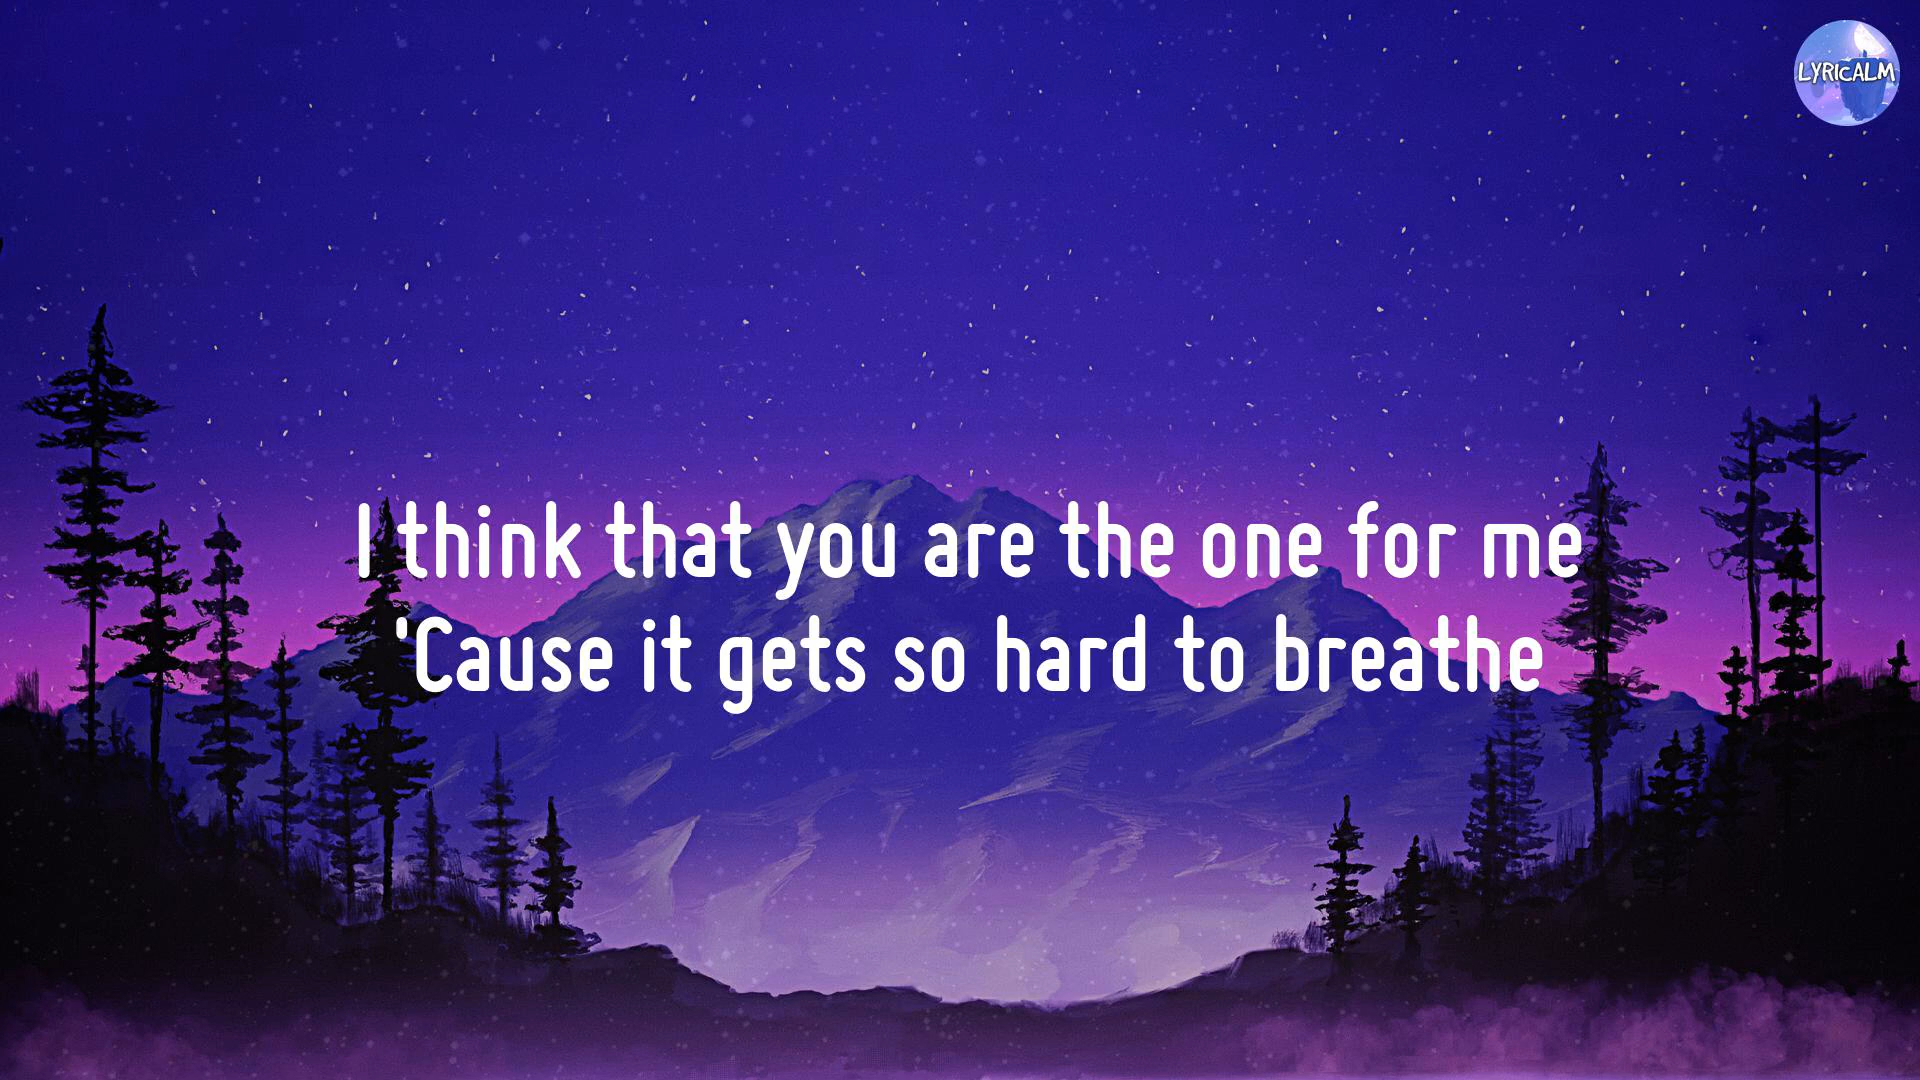 LYRICALM
I think that you are the one for me
'Cause it gets so hard to breathe